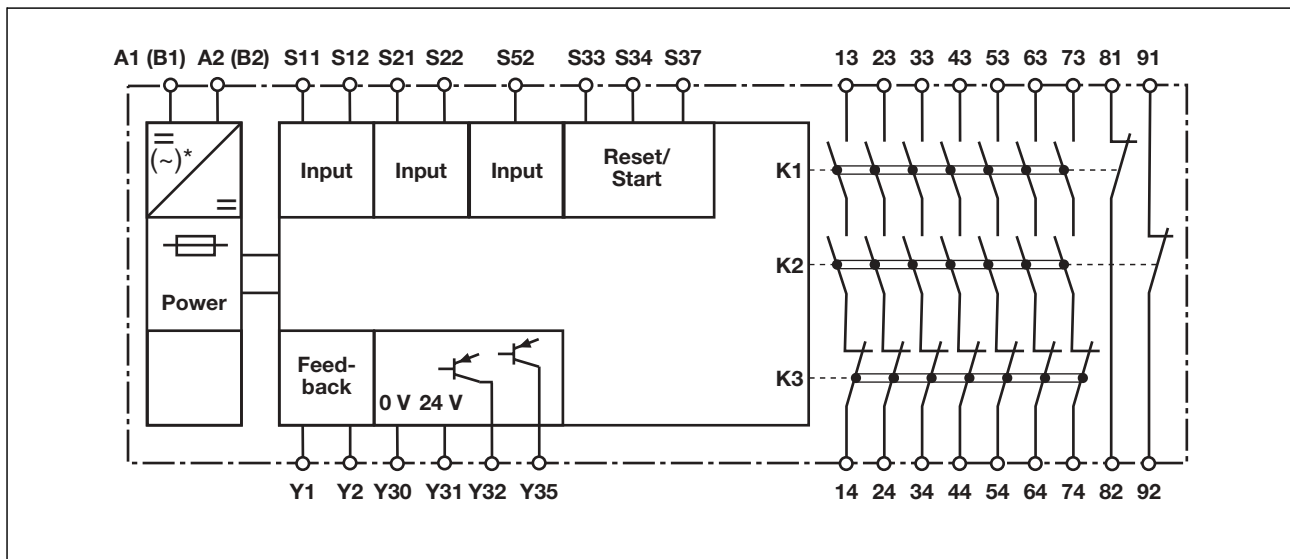 A1 (B1) A2 (B2) S11 S12 S21 S22 S52 S33 S34 S37 13 23 33 43 53 63 73 81 91
=
(~)*
=
Input Input Input Reset/
Start
K1
K2
Power
Feed-
back
0 V 24 V
K3
Y1 Y2 Y30 Y31 Y32 Y35 14 24 34 44 54 64 74 82 92